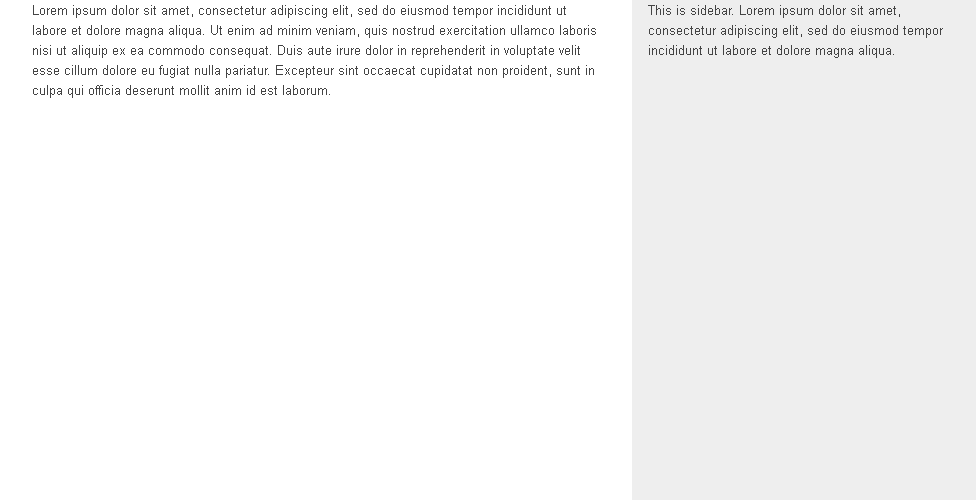 Lorem ipsum dolor sit amet, consectetur adipiscing elit, sed do eiusmod tempor incididunt ut
labore et dolore magna aliqua. Ut enim ad minim veniam, quis nostrud exercitation ullamco laboris
nisi ut aliquip ex ea commodo consequat. Duis aute irure dolor in reprehenderit in voluptate velit
esse cillum dolore eu fugiat nulla pariatur. Excepteur sint occaecat cupidatat non proident, sunt in
culpa qui officia deserunt mollit anim id est laborum.
This is sidebar. Lorem ipsum dolor sit amet,
consectetur adipiscing elit, sed do eiusmod tempor
incididunt ut labore et dolore magna aliqua.